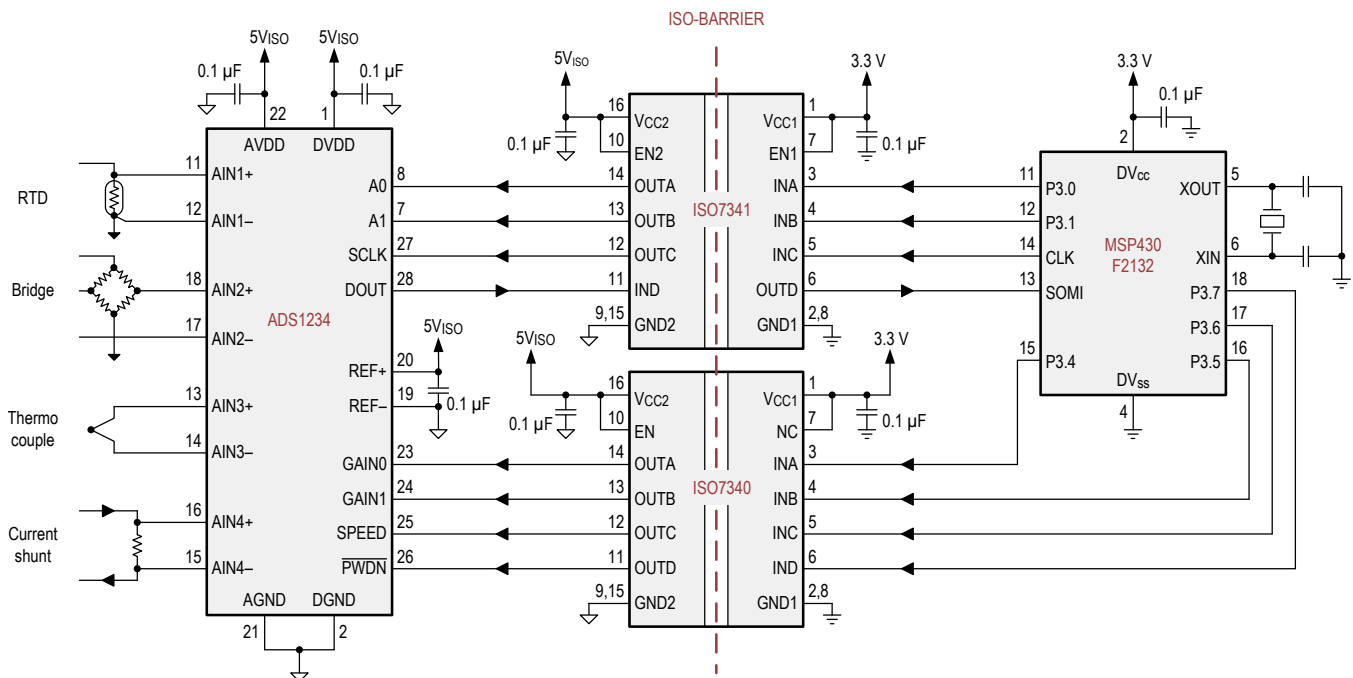 ISO-BARRIER
5VISO
5VISO
0.1 µF
0.1 µF
22
1
AVDD
DVDD
RTD
11
AIN1+
12
AIN1–
Bridge
18
AIN2+
17
AIN2–
Thermo
couple
13
AIN3+
14
AIN3–
Current
shunt
16
AIN4+
15
AIN4–
ADS1234
A0
8
A1
7
SCLK
27
DOUT
28
REF+
20
REF–
19
5VISO
0.1 µF
GAIN0
23
GAIN1
24
SPEED
25
PWDN
26
AGND
DGND
21
2
5VISO
0.1 µF
16
VCC2
10
EN2
14
OUTA
13
OUTB
12
OUTC
11
IND
9,15
GND2
ISO7341
3.3 V
0.1 µF
VCC1
1
EN1
7
INA
3
INB
4
INC
5
OUTD
6
GND1
2,8
5VISO
0.1 µF
16
VCC2
10
EN
14
OUTA
13
OUTB
12
OUTC
11
OUTD
9,15
GND2
ISO7340
3.3 V
0.1 µF
VCC1
1
NC
7
INA
3
INB
4
INC
5
IND
6
GND1
2,8
3.3 V
0.1 µF
2
DVcc
11
P3.0
12
P3.1
14
CLK
13
SOMI
15
P3.4
MSP430
F2132
XOUT
5
XIN
6
P3.7
18
P3.6
17
P3.5
16
DVss
4